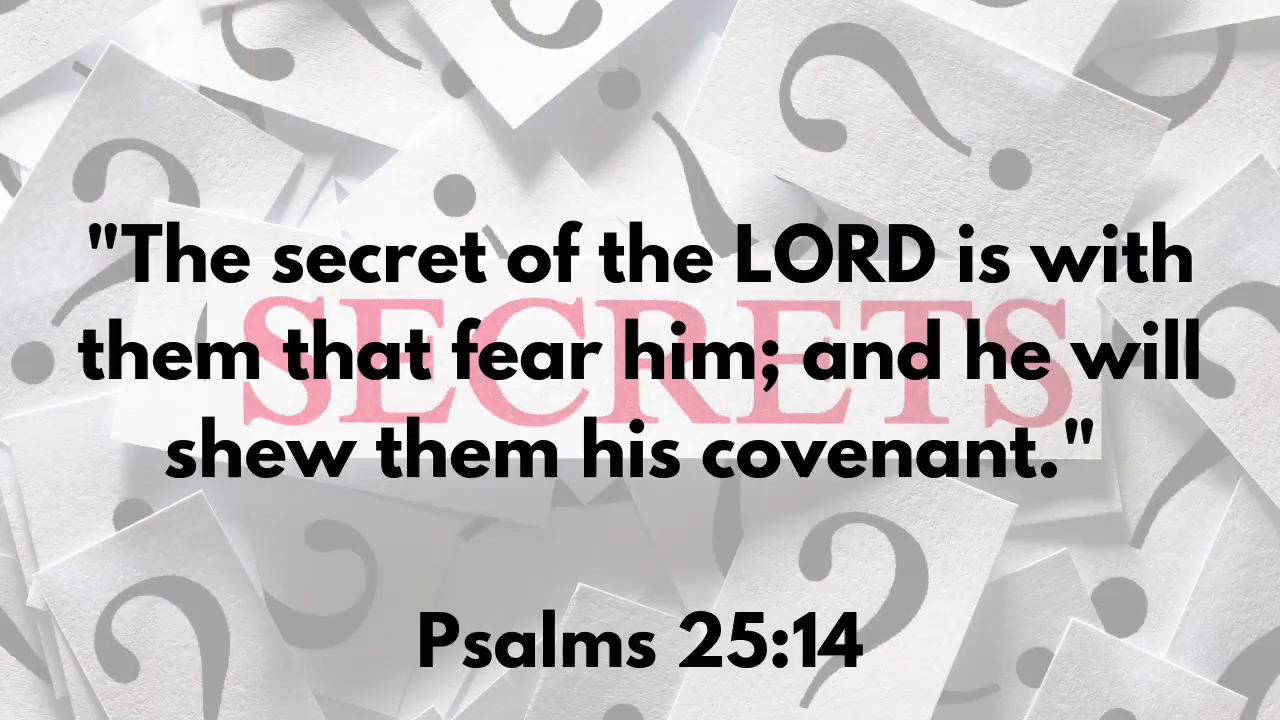 "The secret of the LORD is with
SECRETS
them that fear him; and he will
shew them his covenant."
Psalms 25:14